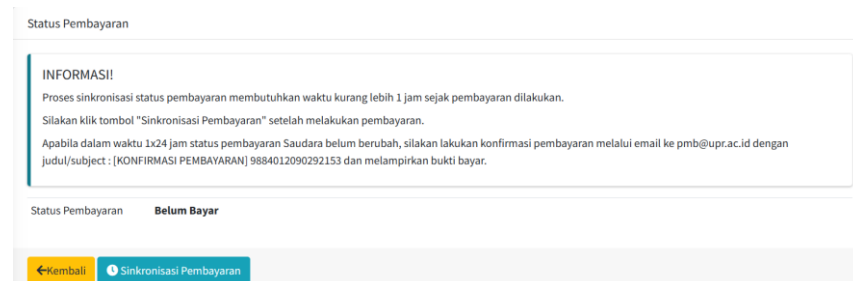 Status Pembayaran
INFORMASI!
Proses sinkronisasi status pembayaran membutuhkan waktu kurang lebih 1 jam sejak pembayaran dilakukan.
Silakan klik tombol "Sinkronisasi Pembayaran" setelah melakukan pembayaran.
Apabila dalam waktu 1x24 jam status pembayaran Saudara belum berubah, silakan lakukan konfirmasi pembayaran melalui email ke pmb@upr.ac.id dengan
judul/subject : [KONFIRMASI PEMBAYARAN] 9884012090292153 dan melampirkan bukti bayar.
Status Pembayaran Belum Bayar
Kembali Sinkronisasi Pembayaran